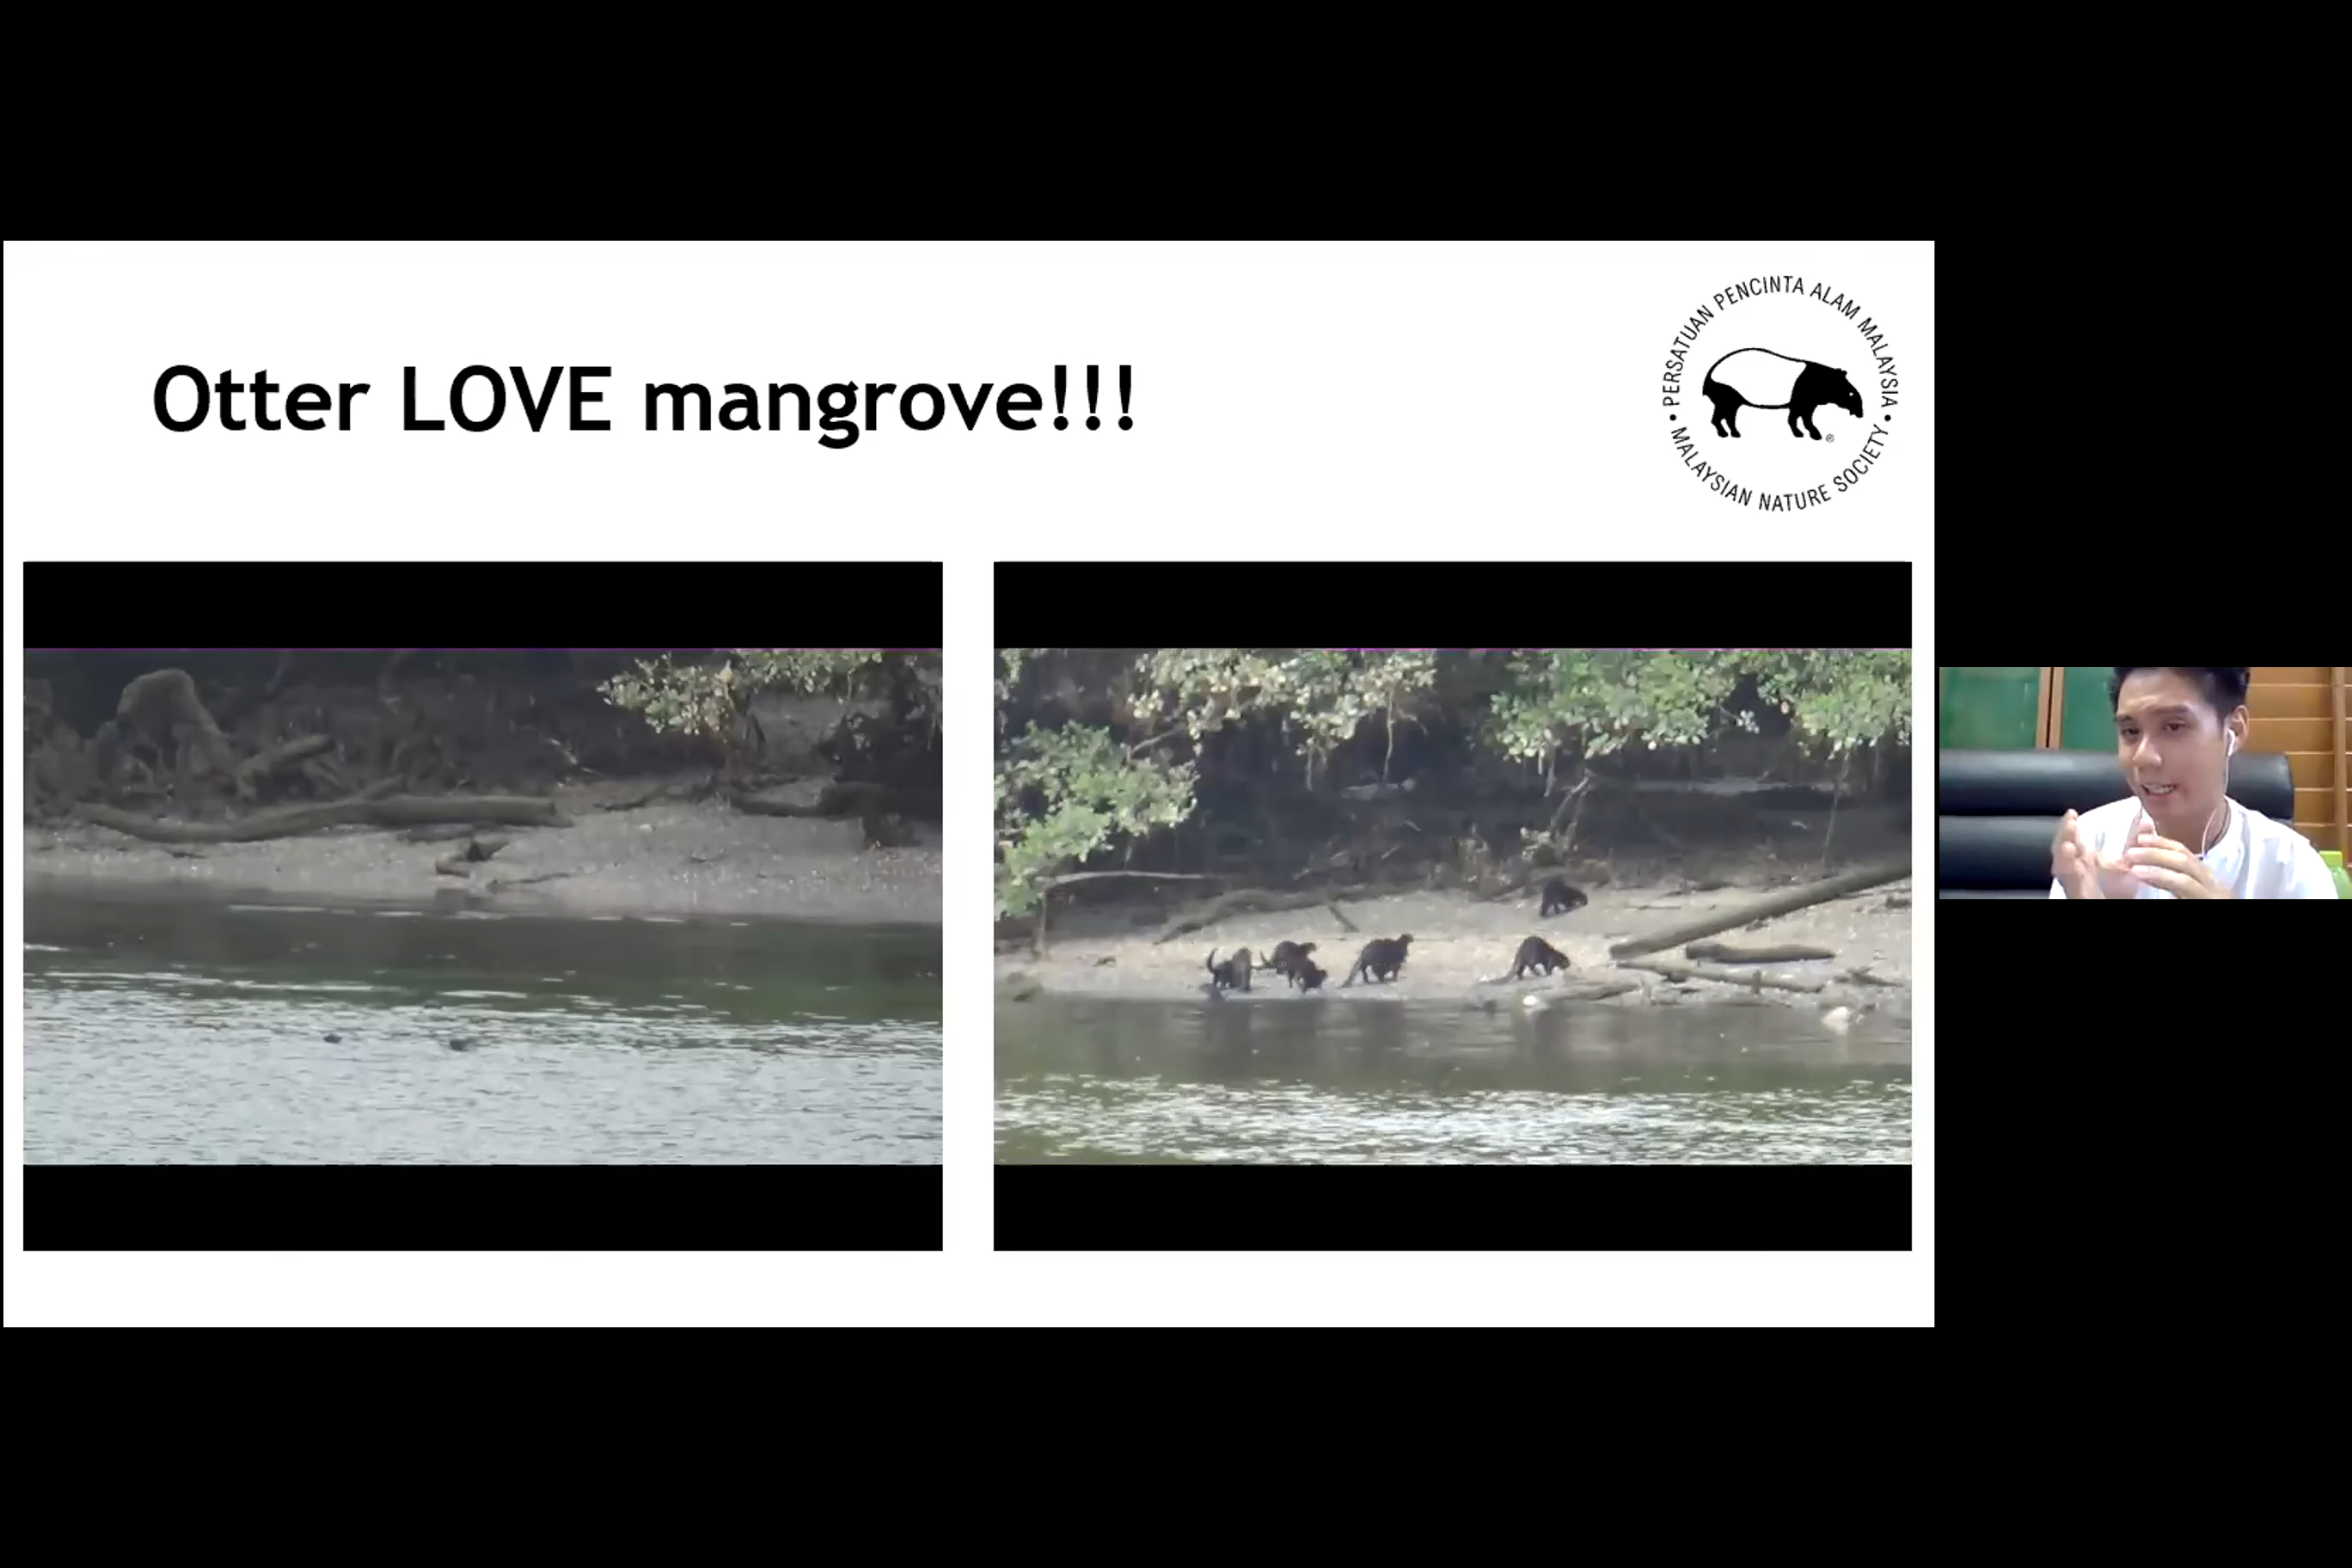 Otter LOVE mangrove!!!
• PERSATUAN PENCINTA ALAM MALAYSIA •
MALAYSIAN NATURE SOCIETY
®